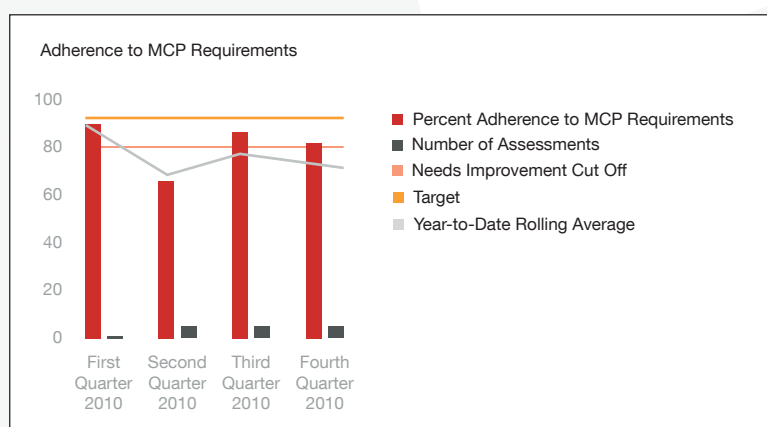 Adherence to MCP Requirements
100
80
60
40
20
0
First
Quarter
2010
Second
Quarter
2010
Third
Quarter
2010
Fourth
Quarter
2010
Percent Adherence to MCP Requirements
Number of Assessments
Needs Improvement Cut Off
Target
Year-to-Date Rolling Average